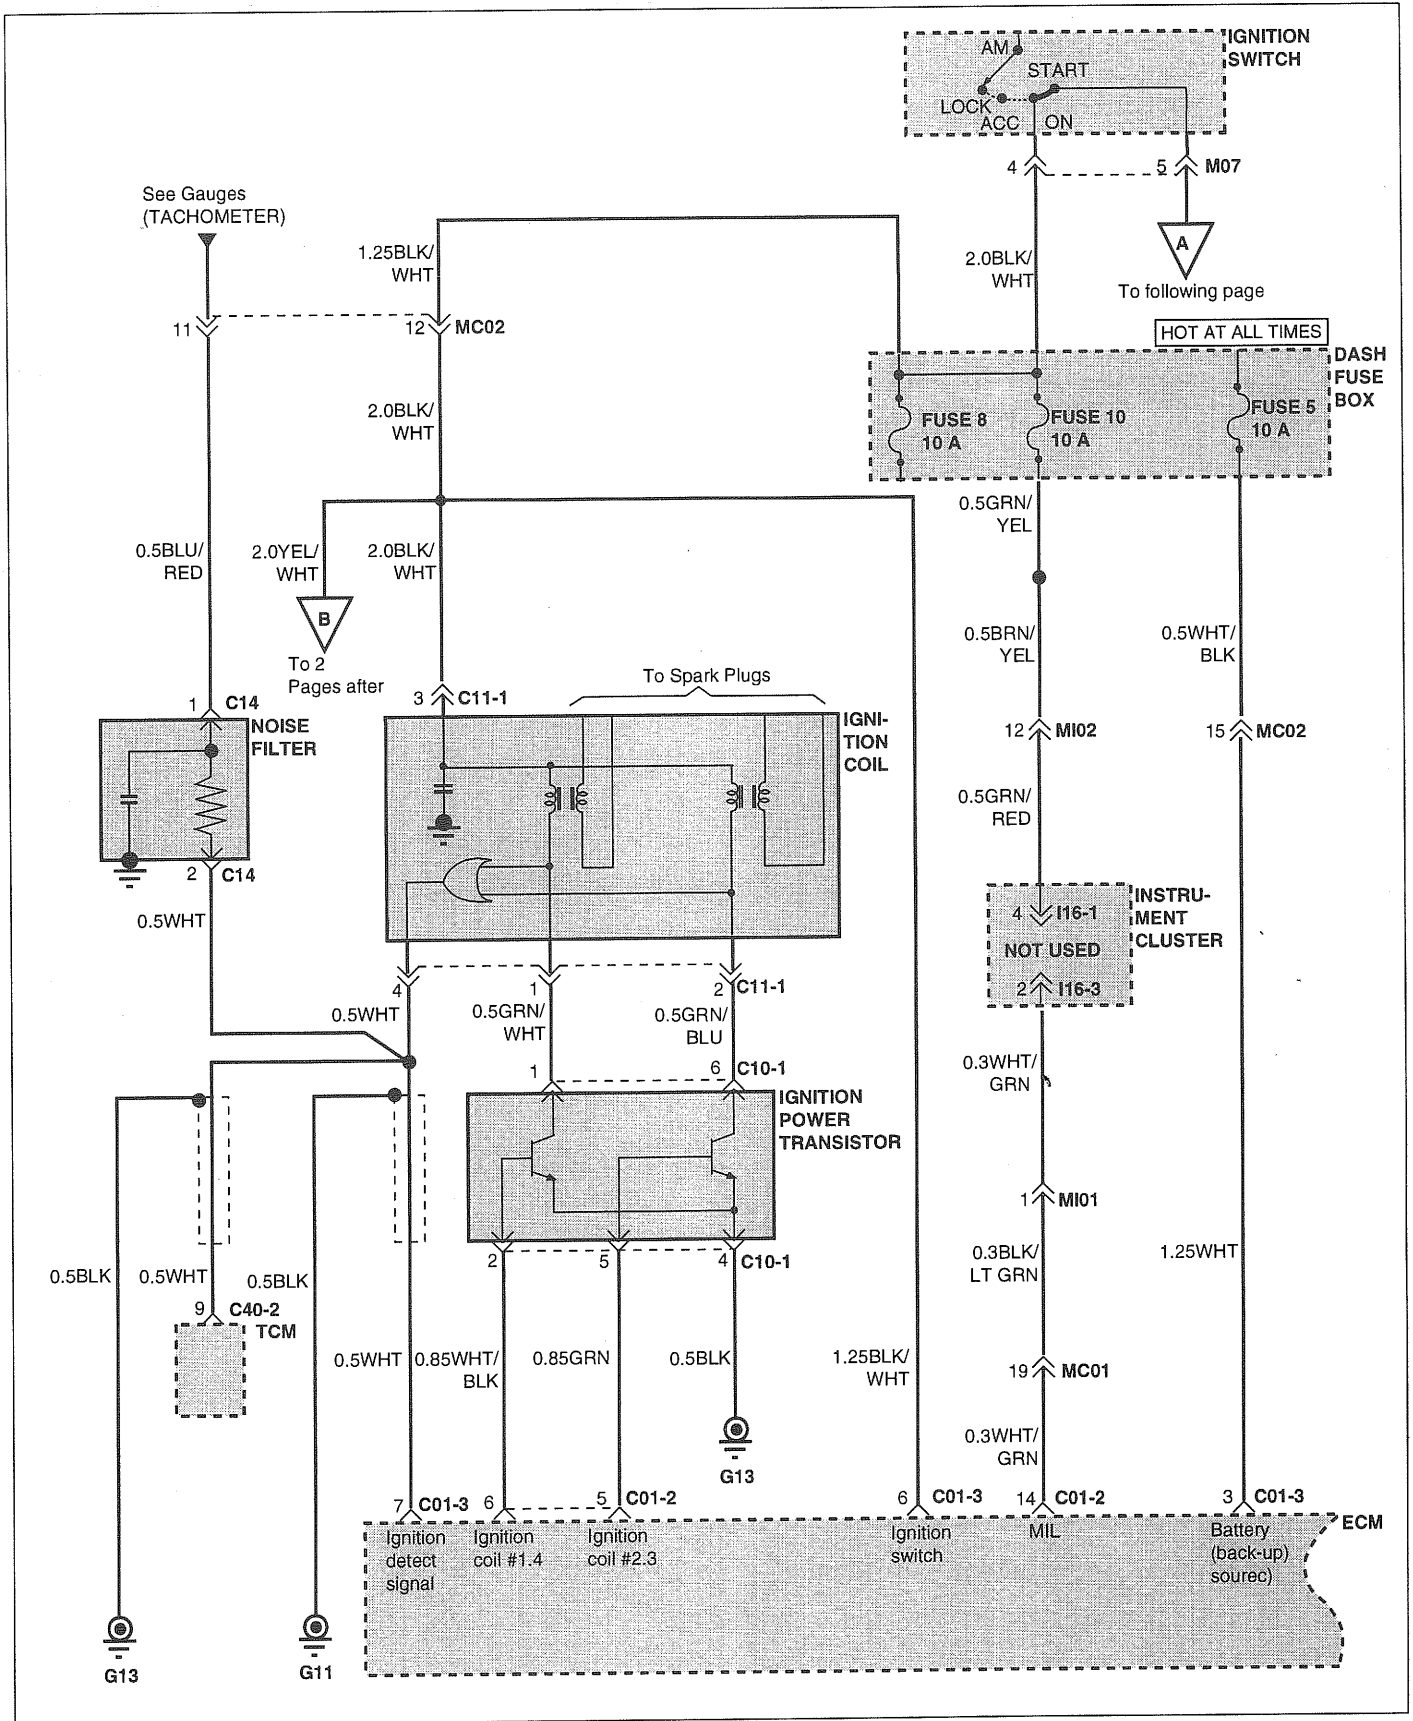 IGNITION
SWITCH
AM
START
LOCK
ACC
ON
4
5
M07
See Gauges
(TACHOMETER)
A
To following page
1.25BLK/
WHT
2.0BLK/
WHT
11
12
MC02
HOT AT ALL TIMES
DASH
FUSE
BOX
FUSE 8
10 A
FUSE 10
10 A
FUSE 5
10 A
2.0BLK/
WHT
0.5GRN/
YEL
0.5BLU/
RED
2.0YEL/
WHT
2.0BLK/
WHT
B
To 2
Pages after
0.5BRN/
YEL
0.5WHT/
BLK
To Spark Plugs
1
C14
3
C11-1
NOISE
FILTER
IGNI-
TION
COIL
12
MI02
15
MC02
0.5GRN/
RED
2
C14
0.5WHT
4
I16-1
NOT USED
2
I16-3
INSTRU-
MENT
CLUSTER
4
1
2
C11-1
0.5WHT
0.5GRN/
WHT
0.5GRN/
BLU
1
6
C10-1
0.3WHT/
GRN
IGNITION
POWER
TRANSISTOR
1
MI01
2
5
4
C10-1
0.3BLK/
LT GRN
1.25WHT
0.5BLK
0.5WHT
0.5BLK
9
C40-2
TCM
0.5WHT
0.85WHT/
BLK
0.85GRN
0.5BLK
1.25BLK/
WHT
19
MC01
G13
0.3WHT/
GRN
7
C01-3
6
5
C01-2
6
C01-3
14
C01-2
3
C01-3
ECM
Ignition
detect
signal
Ignition
coil #1.4
Ignition
coil #2.3
Ignition
switch
MIL
Battery
(back-up)
sourec)
G13
G11